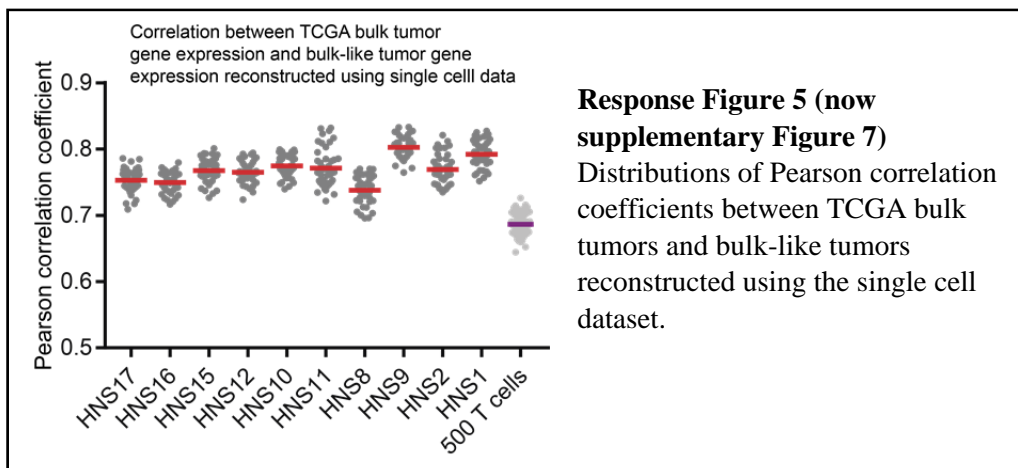 Correlation between TCGA bulk tumor
gene expression and bulk-like tumor gene
expression reconstructed using single celll data
Pearson correlation coefficient
0.9
0.8
0.7
0.6
0.5
HNS17
HNS16
HNS15
HNS12
HNS10
HNS11
HNS8
HNS9
HNS2
HNS1
500 T cells
Response Figure 5 (now
supplementary Figure 7)
Distributions of Pearson correlation
coefficients between TCGA bulk
tumors and bulk-like tumors
reconstructed using the single cell
dataset.